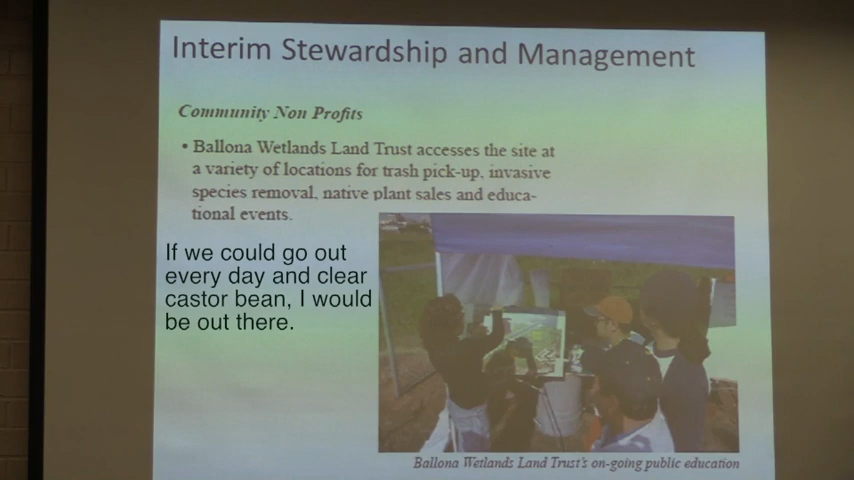 Interim Stewardship and Management
Community Non Profits
• Ballona Wetlands Land Trust accesses the site at
a variety of locations for trash pick-up, invasive
species removal, native plant sales and educa-
tional events.
If we could go out
every day and clear
castor bean, I would
be out there.
Ballona Wetlands Land Trust's on-going public education